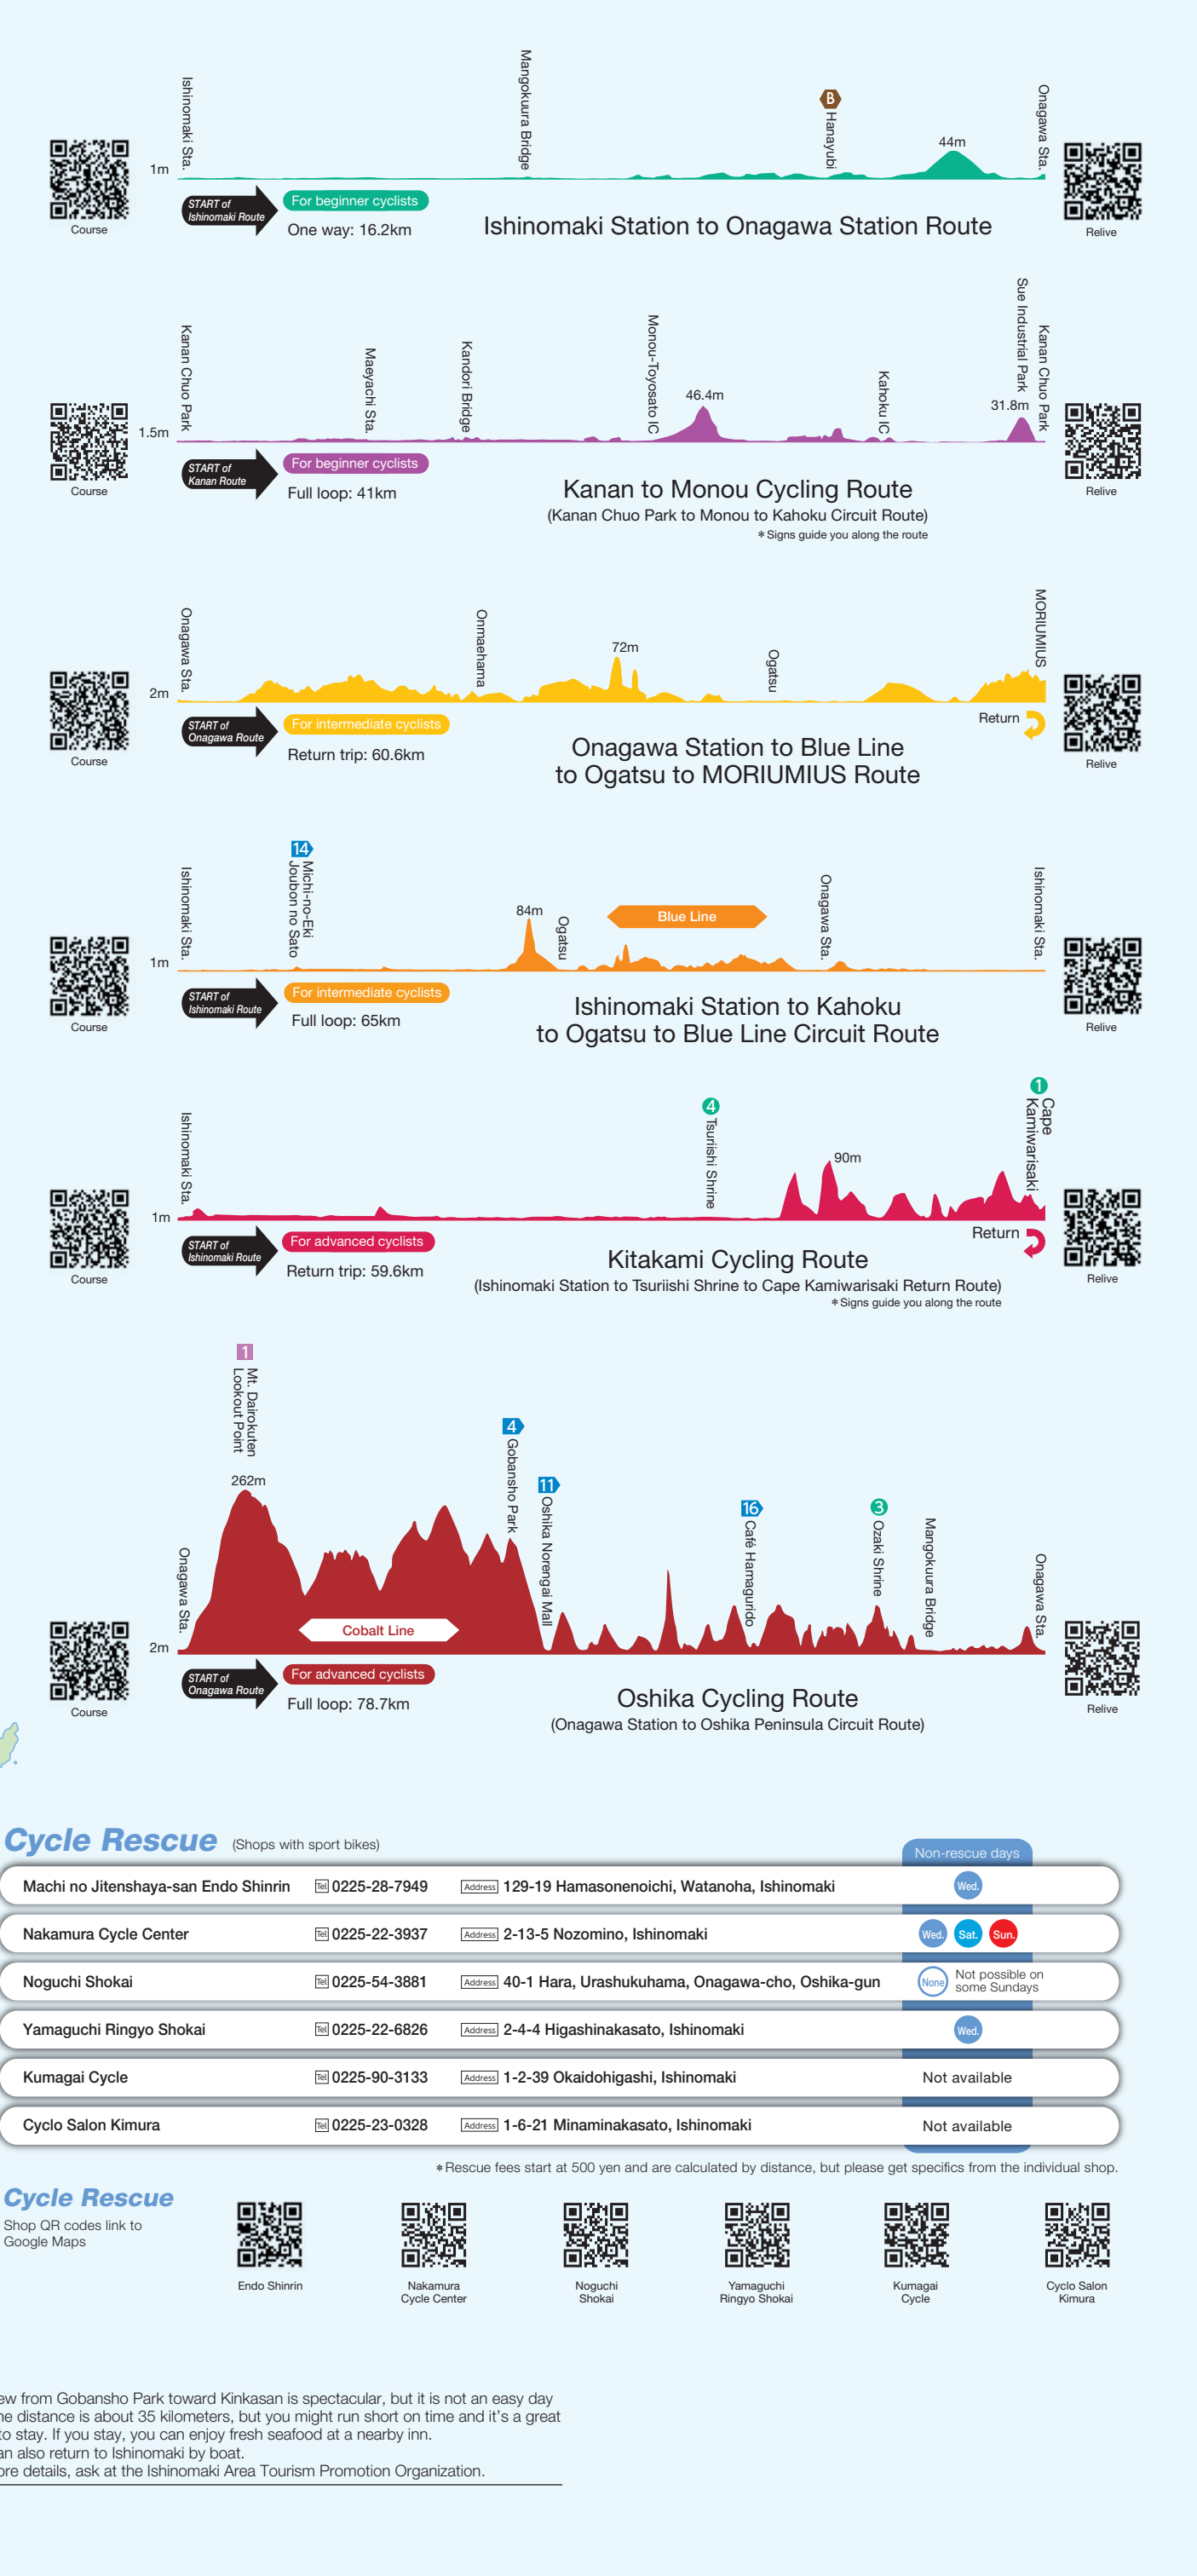 Ishinomaki Sta.
Mangokuura Bridge
B
Hanayubi
44m
Onagawa Sta.
1m
START of
Ishinomaki Route
For beginner cyclists
One way: 16.2km
Ishinomaki Station to Onagawa Station Route
Course
Relive
Kanan Chuo Park
Maeyachi Sta.
Kandori Bridge
Monou-Toyosato IC
46.4m
Kahoku IC
31.8m
Sue Industrial Park
Kanan Chuo Park
1.5m
START of
Kanan Route
For beginner cyclists
Full loop: 41km
Kanan to Monou Cycling Route
(Kanan Chuo Park to Monou to Kahoku Circuit Route)
*Signs guide you along the route
Course
Relive
Onagawa Sta.
Onmaehama
72m
Ogatsu
MORIUMIUS
2m
START of
Onagawa Route
For intermediate cyclists
Return trip: 60.6km
Return
Onagawa Station to Blue Line
to Ogatsu to MORIUMIUS Route
Course
Relive
Ishinomaki Sta.
14
Michi-no-Eki
Joubon no Sato
84m
Ogatsu
Blue Line
Onagawa Sta.
Ishinomaki Sta.
1m
START of
Ishinomaki Route
For intermediate cyclists
Full loop: 65km
Ishinomaki Station to Kahoku
to Ogatsu to Blue Line Circuit Route
Course
Relive
Ishinomaki Sta.
4
Tsuriishi Shrine
90m
1
Cape
Kamiwarisaki
1m
START of
Ishinomaki Route
For advanced cyclists
Return trip: 59.6km
Return
Kitakami Cycling Route
(Ishinomaki Station to Tsuriishi Shrine to Cape Kamiwarisaki Return Route)
*Signs guide you along the route
Course
Relive
1
Mt. Dairokuten
Lookout Point
262m
Onagawa Sta.
4
Gobansho Park
11
Oshika Norengai Mall
16
Café Hamagurido
3
Ozaki Shrine
Mangokuura Bridge
Onagawa Sta.
Cobalt Line
2m
START of
Onagawa Route
For advanced cyclists
Full loop: 78.7km
Oshika Cycling Route
(Onagawa Station to Oshika Peninsula Circuit Route)
Course
Relive
Cycle Rescue (Shops with sport bikes)
Non-rescue days
Machi no Jitenshaya-san Endo Shinrin Tel 0225-28-7949 Address 129-19 Hamasonenoichi, Watanoha, Ishinomaki Wed.
Nakamura Cycle Center Tel 0225-22-3937 Address 2-13-5 Nozomino, Ishinomaki Wed. Sat. Sun.
Noguchi Shokai Tel 0225-54-3881 Address 40-1 Hara, Urashukuhama, Onagawa-cho, Oshika-gun None Not possible on
some Sundays
Yamaguchi Ringyo Shokai Tel 0225-22-6826 Address 2-4-4 Higashinakasato, Ishinomaki Wed.
Kumagai Cycle Tel 0225-90-3133 Address 1-2-39 Okaidohigashi, Ishinomaki Not available
Cyclo Salon Kimura Tel 0225-23-0328 Address 1-6-21 Minaminakasato, Ishinomaki Not available
*Rescue fees start at 500 yen and are calculated by distance, but please get specifics from the individual shop.
Cycle Rescue
Shop QR codes link to
Google Maps
Endo Shinrin
Nakamura
Cycle Center
Noguchi
Shokai
Yamaguchi
Ringyo Shokai
Kumagai
Cycle
Cyclo Salon
Kimura
ew from Gobansho Park toward Kinkasan is spectacular, but it is not an easy day
ne distance is about 35 kilometers, but you might run short on time and it's a great
to stay. If you stay, you can enjoy fresh seafood at a nearby inn.
an also return to Ishinomaki by boat.
ore details, ask at the Ishinomaki Area Tourism Promotion Organization.